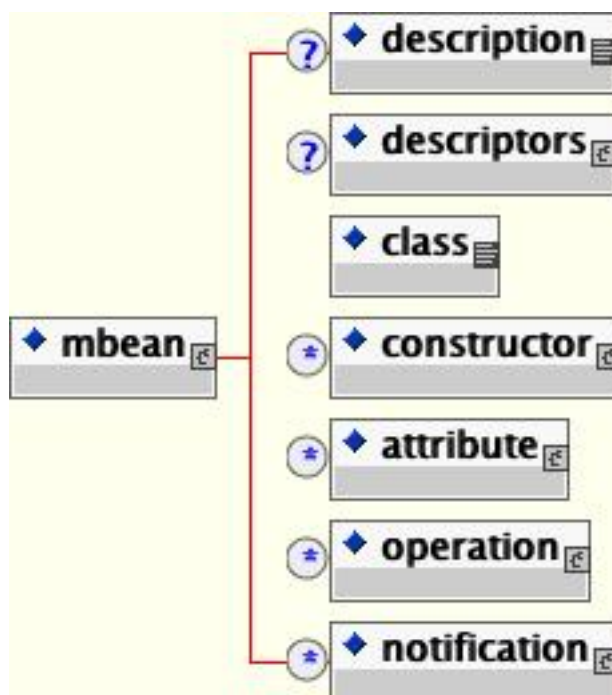 ? description
? descriptors
class
mbean
* constructor
* attribute
* operation
* notification